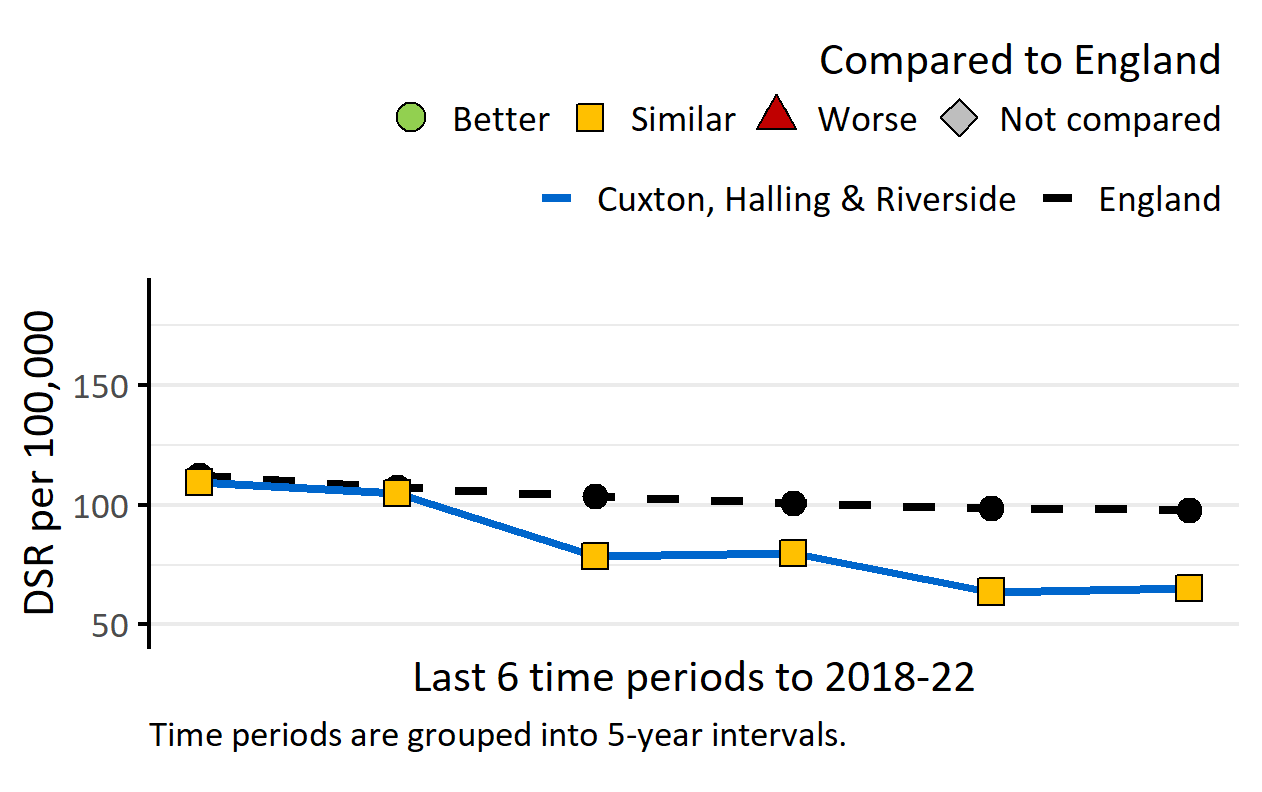 Compared to England
Better Similar Worse Not compared
Cuxton, Halling & Riverside England
DSR per 100,000
150
100
50
Last 6 time periods to 2018-22
Time periods are grouped into 5-year intervals.